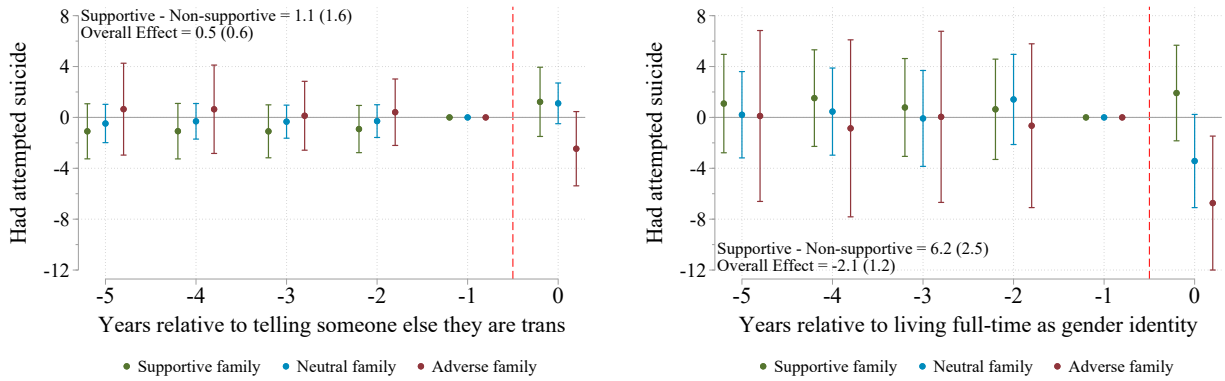 Had attempted suicide
8
4
0
-4
-8
-12
Supportive - Non-supportive = 1.1 (1.6)
Overall Effect = 0.5 (0.6)
-5 -4 -3 -2 -1 0
Years relative to telling someone else they are trans
Supportive family Neutral family Adverse family
Had attempted suicide
8
4
0
-4
-8
-12
Supportive - Non-supportive = 6.2 (2.5)
Overall Effect = -2.1 (1.2)
-5 -4 -3 -2 -1 0
Years relative to living full-time as gender identity
Supportive family Neutral family Adverse family